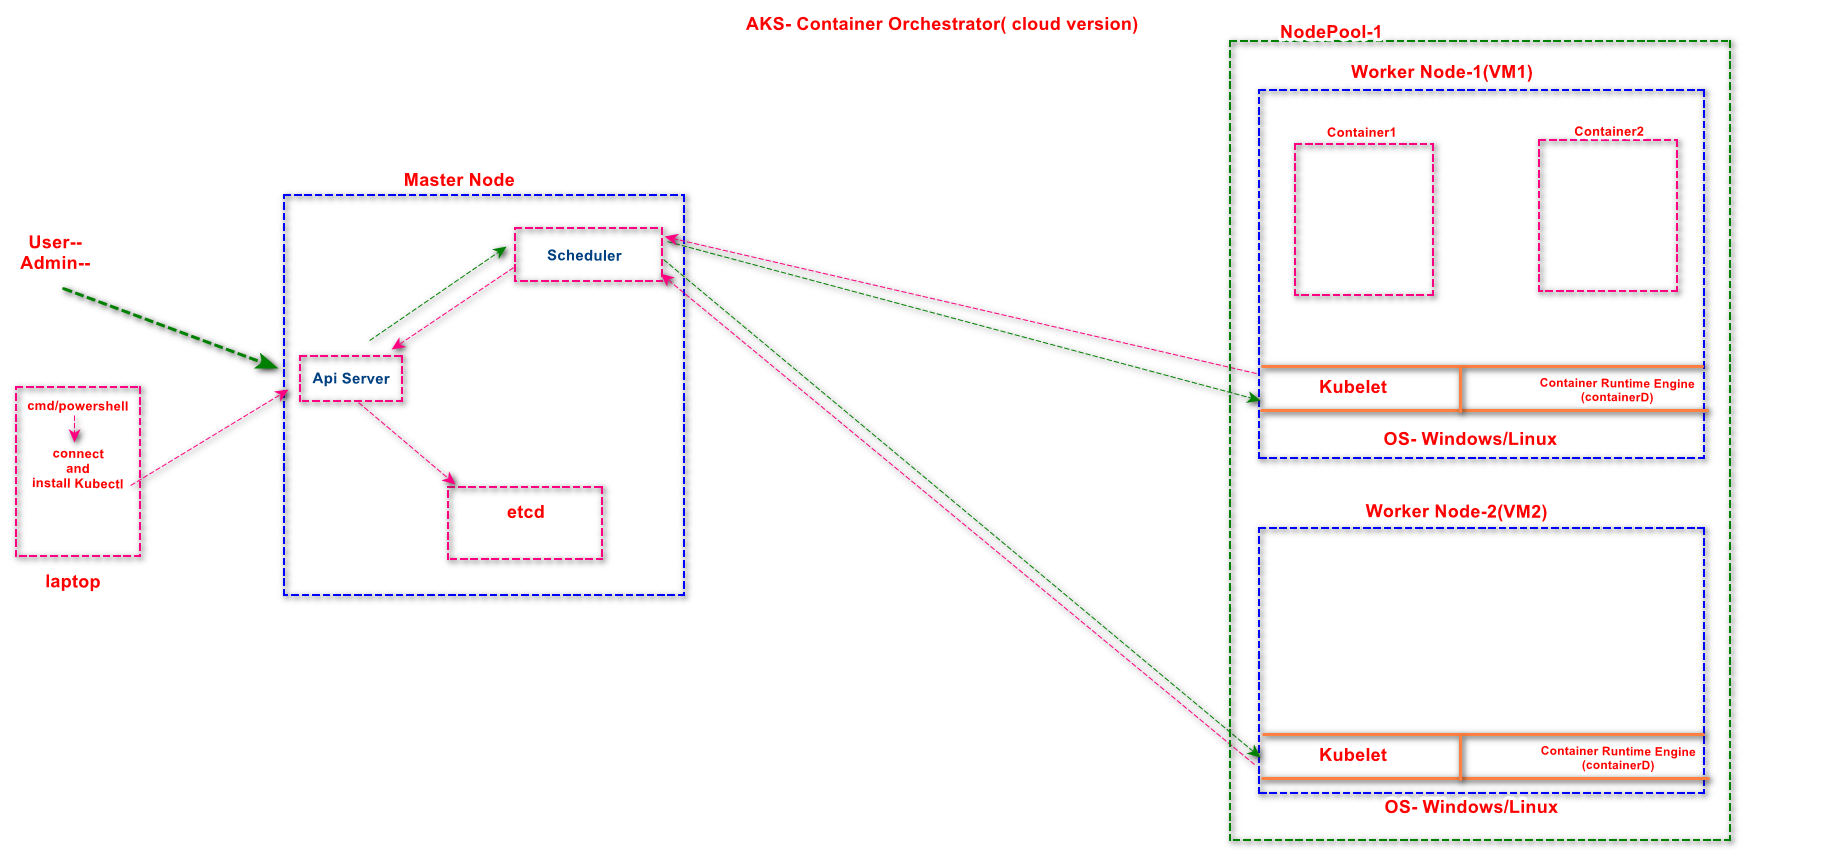 AKS- Container Orchestrator( cloud version)
NodePool-1
Worker Node-1(VM1)
Container1
Container2
Master Node
Scheduler
User--
Admin--
Api Server
Kubelet
Container Runtime Engine
(containerD)
cmd/powershell
connect
and
install Kubectl
OS- Windows/Linux
etcd
Worker Node-2(VM2)
laptop
Kubelet
Container Runtime Engine
(containerD)
OS- Windows/Linux